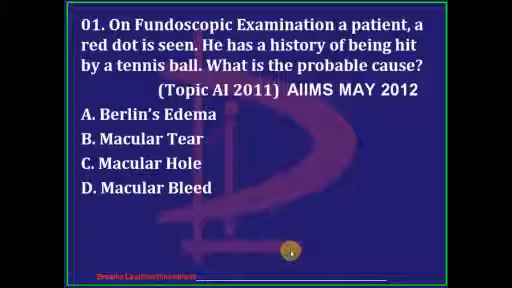 01. On Fundoscopic Examination a patient, a
red dot is seen. He has a history of being hit
by a tennis ball. What is the probable cause?
(Topic AI 2011) AIIMS MAY 2012
A. Berlin's Edema
B. Macular Tear
C. Macular Hole
D. Macular Bleed